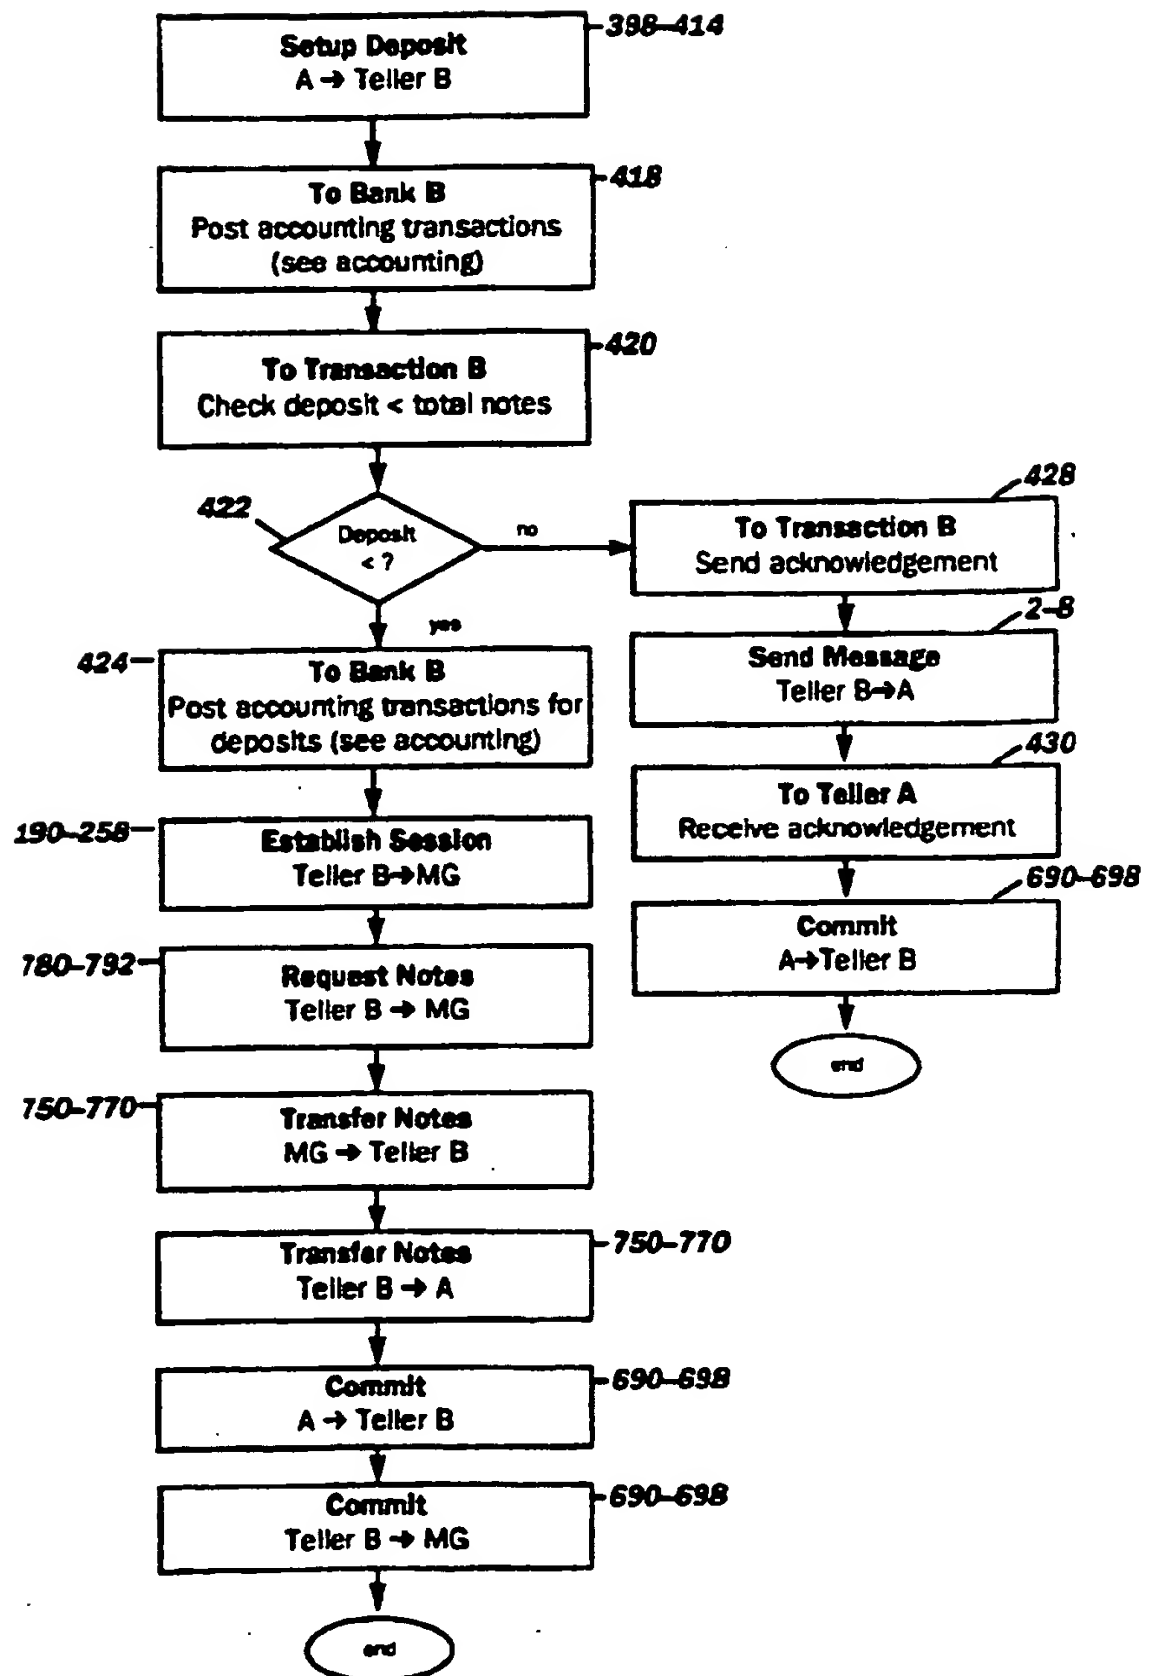 398-414
Setup Deposit
A → Teller B
418
To Bank B
Post accounting transactions
(see accounting)
420
To Transaction B
Check deposit < total notes
422
Deposit
< ?
no
yes
424
To Bank B
Post accounting transactions for
deposits (see accounting)
190-258
Establish Session
Teller B→MG
780-792
Request Notes
Teller B → MG
750-770
Transfer Notes
MG → Teller B
750-770
Transfer Notes
Teller B → A
690-698
Commit
A → Teller B
690-698
Commit
Teller B → MG
end
428
To Transaction B
Send acknowledgement
2-8
Send Message
Teller B→A
430
To Teller A
Receive acknowledgement
690-698
Commit
A→Teller B
end